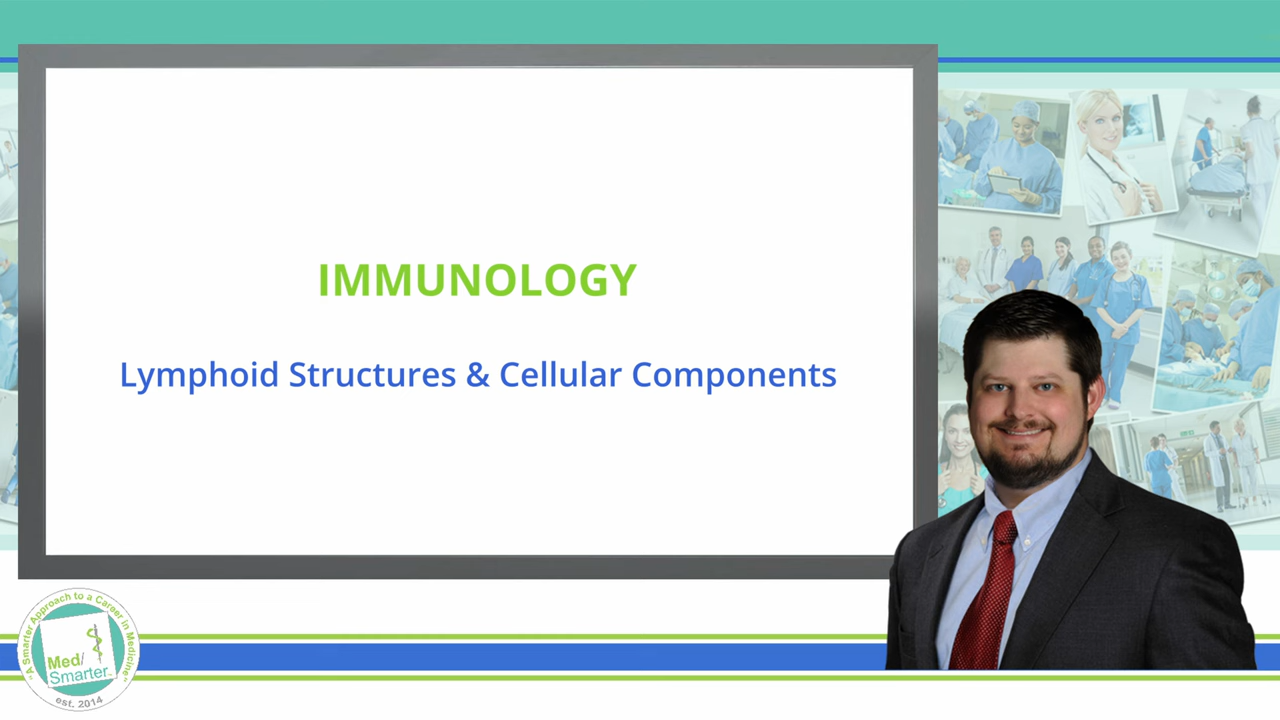 IMMUNOLOGY
Lymphoid Structures & Cellular Components
"A Smarter Approach to a Career in Medicine"
Med/
Smarter
est. 2014